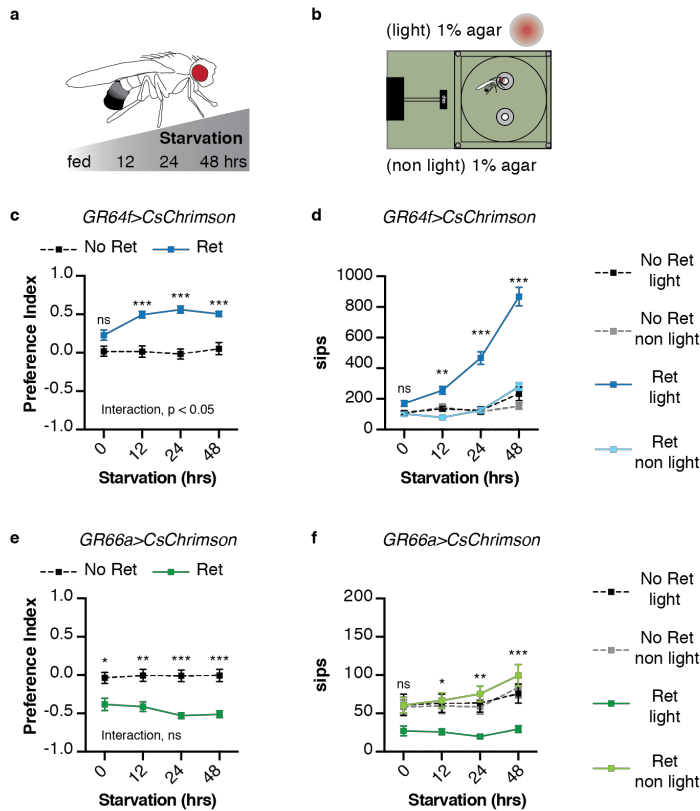 a
Starvation
fed 12 24 48 hrs
b
(light) 1% agar
(non light) 1% agar
c
GR64f>CsChrimson
No Ret Ret
Preference Index
1.0
0.5
0.0
-0.5
-1.0
ns *** *** ***
Interaction, p < 0.05
0 12 24 48
Starvation (hrs)
d
GR64f>CsChrimson
sips
1000
800
600
400
200
0
ns ** *** ***
0 12 24 48
Starvation (hrs)
No Ret
light
No Ret
non light
Ret
light
Ret
non light
e
GR66a>CsChrimson
No Ret Ret
Preference Index
1.0
0.5
0.0
-0.5
-1.0
* ** *** ***
Interaction, ns
0 12 24 48
Starvation (hrs)
f
GR66a>CsChrimson
sips
200
150
100
50
0
ns * ** ***
0 12 24 48
Starvation (hrs)
No Ret
light
No Ret
non light
Ret
light
Ret
non light